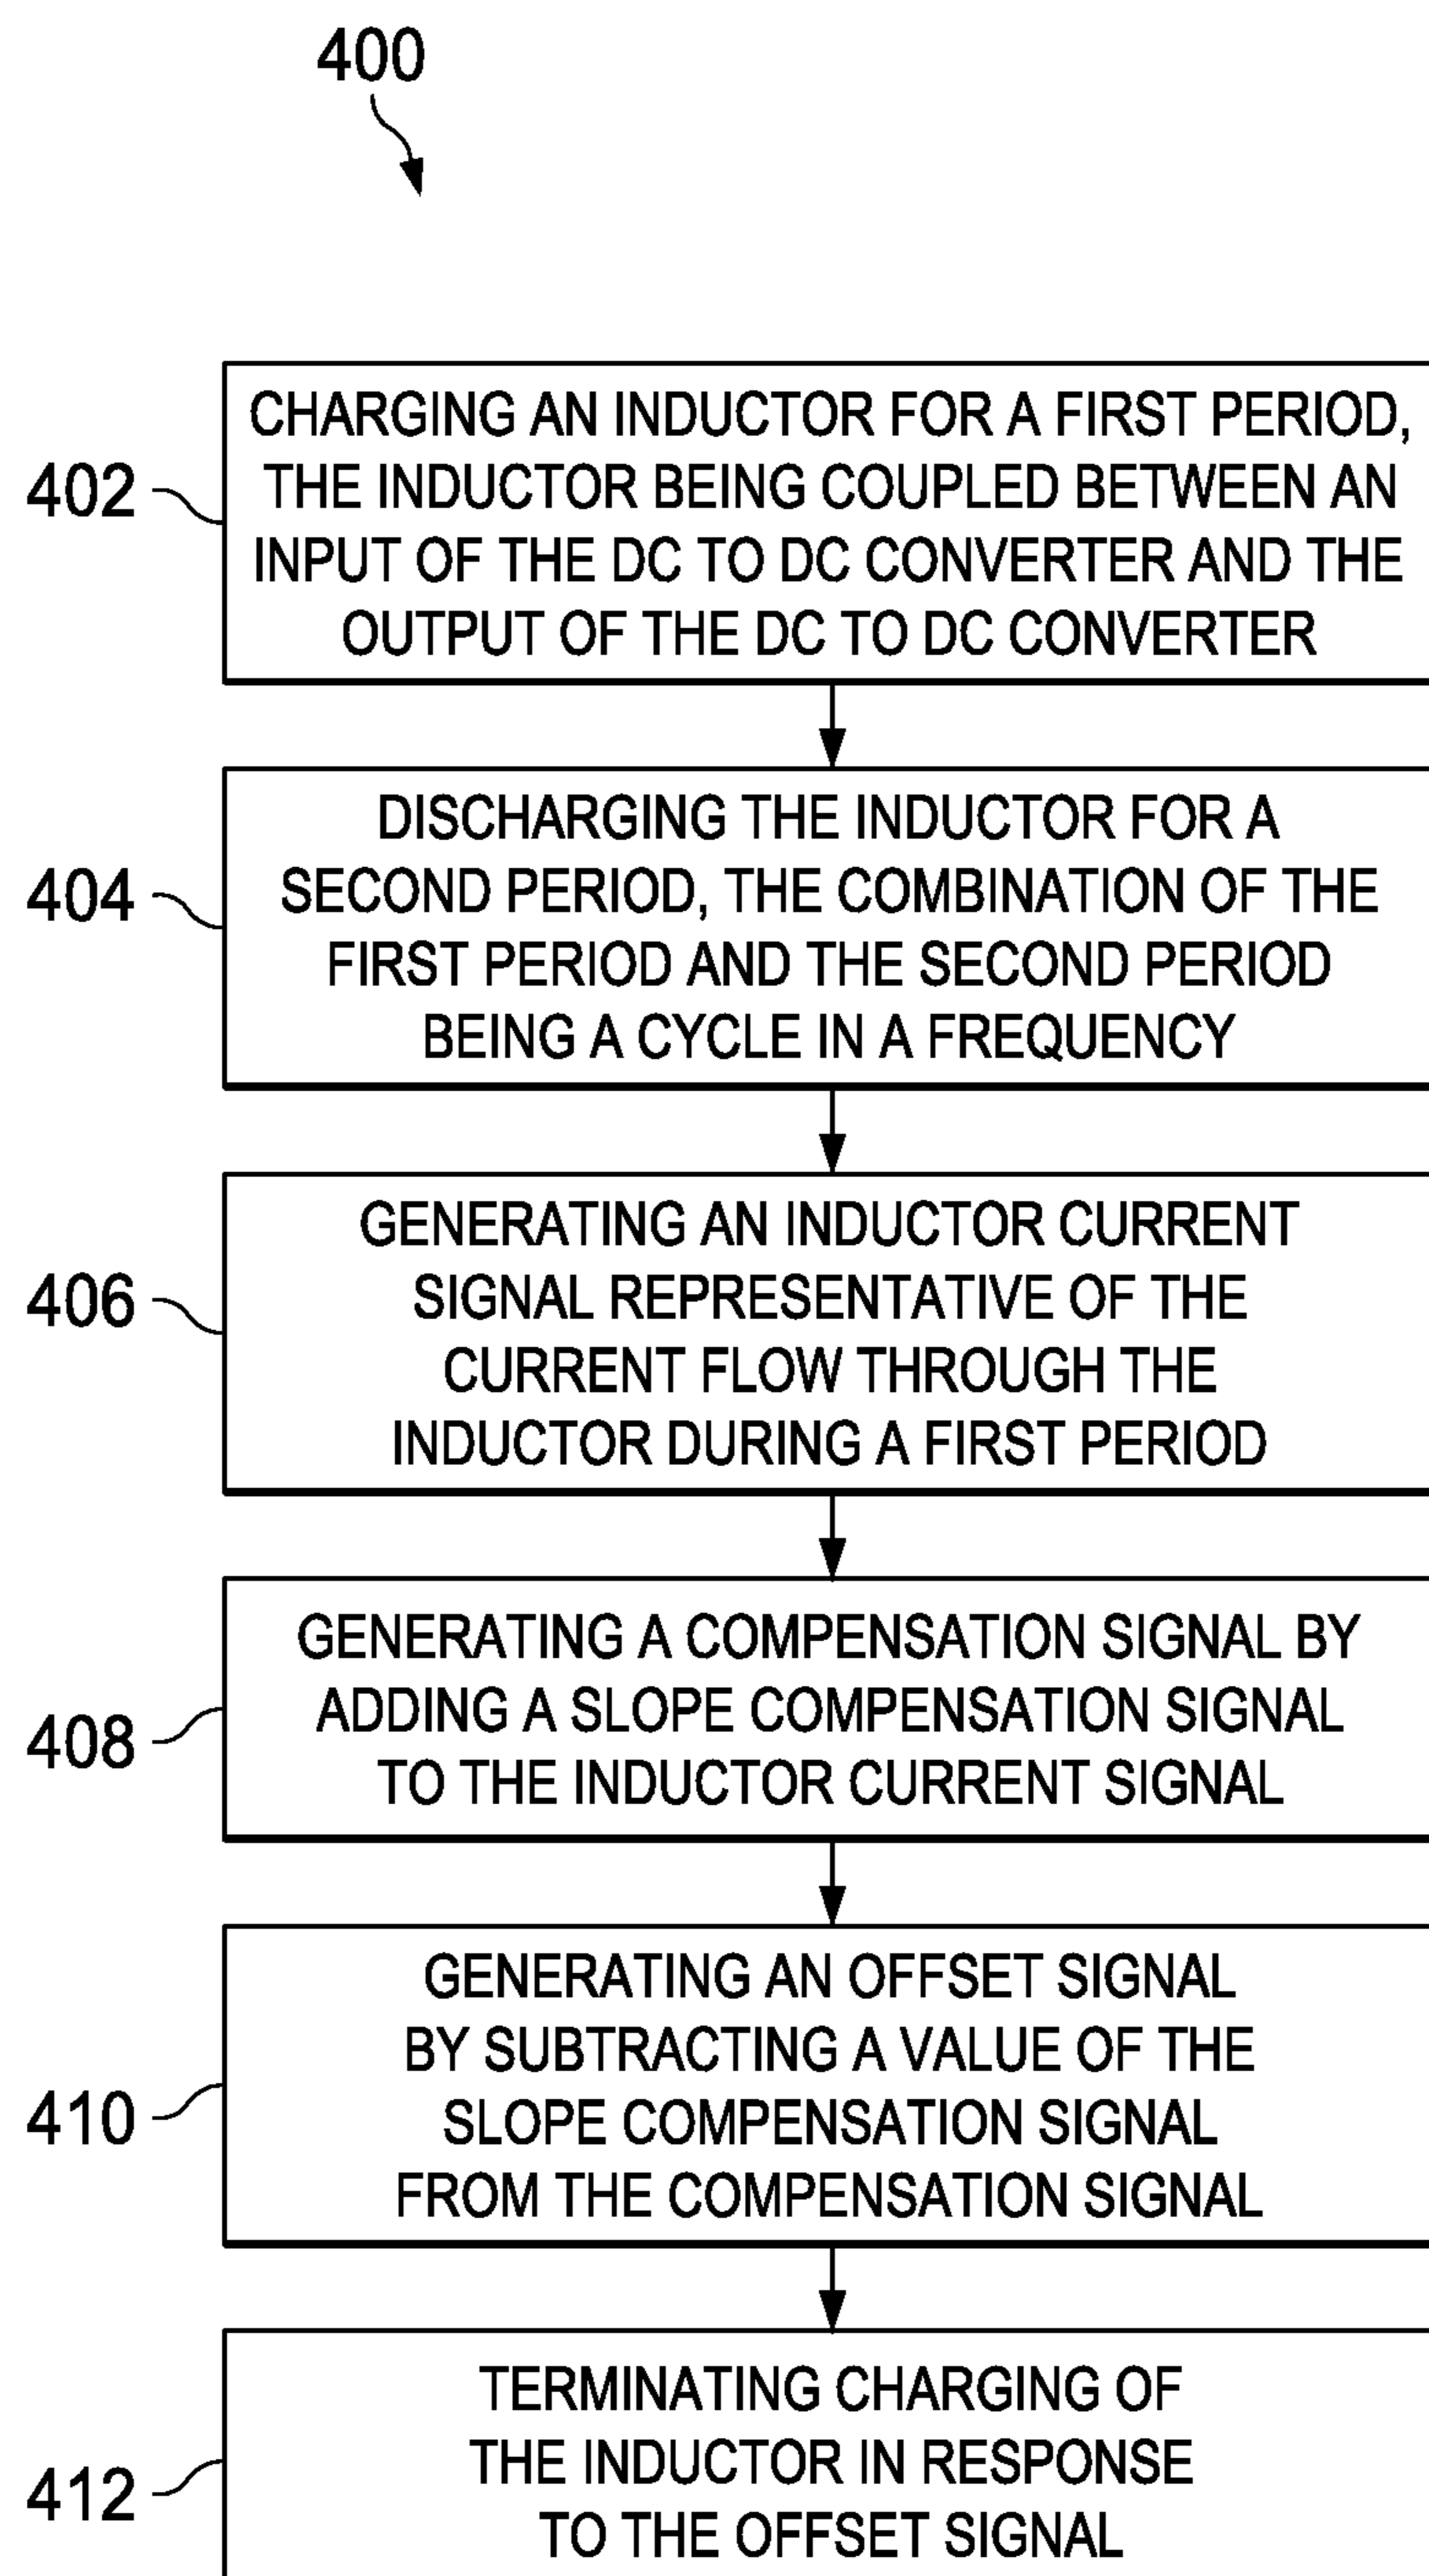 400
402
CHARGING AN INDUCTOR FOR A FIRST PERIOD,
THE INDUCTOR BEING COUPLED BETWEEN AN
INPUT OF THE DC TO DC CONVERTER AND THE
OUTPUT OF THE DC TO DC CONVERTER
404
DISCHARGING THE INDUCTOR FOR A
SECOND PERIOD, THE COMBINATION OF THE
FIRST PERIOD AND THE SECOND PERIOD
BEING A CYCLE IN A FREQUENCY
406
GENERATING AN INDUCTOR CURRENT
SIGNAL REPRESENTATIVE OF THE
CURRENT FLOW THROUGH THE
INDUCTOR DURING A FIRST PERIOD
408
GENERATING A COMPENSATION SIGNAL BY
ADDING A SLOPE COMPENSATION SIGNAL
TO THE INDUCTOR CURRENT SIGNAL
410
GENERATING AN OFFSET SIGNAL
BY SUBTRACTING A VALUE OF THE
SLOPE COMPENSATION SIGNAL
FROM THE COMPENSATION SIGNAL
412
TERMINATING CHARGING OF
THE INDUCTOR IN RESPONSE
TO THE OFFSET SIGNAL